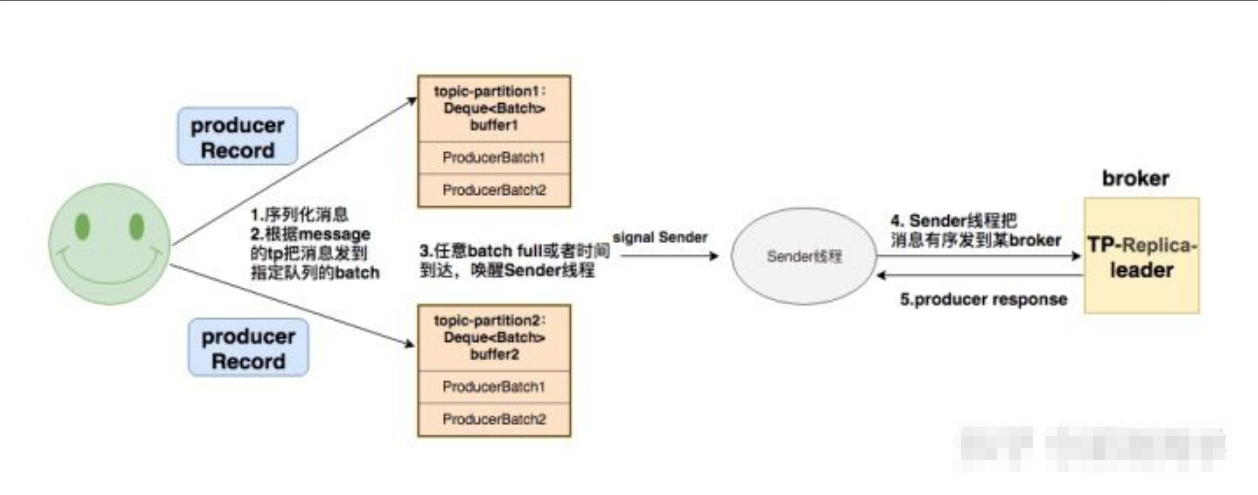 producer
Record
topic-partition1:
Deque<Batch>
buffer1
ProducerBatch1
ProducerBatch2
1.序列化消息
2.根据message
的tp把消息发到
指定队列的batch
producer
Record
topic-partition2:
Deque<Batch>
buffer2
ProducerBatch1
ProducerBatch2
3.任意batch full或者时间
到达，唤醒Sender线程
signal Sender
Sender线程
4. Sender线程把
消息有序发到某broker
5.producer response
broker
TP-Replica-
leader